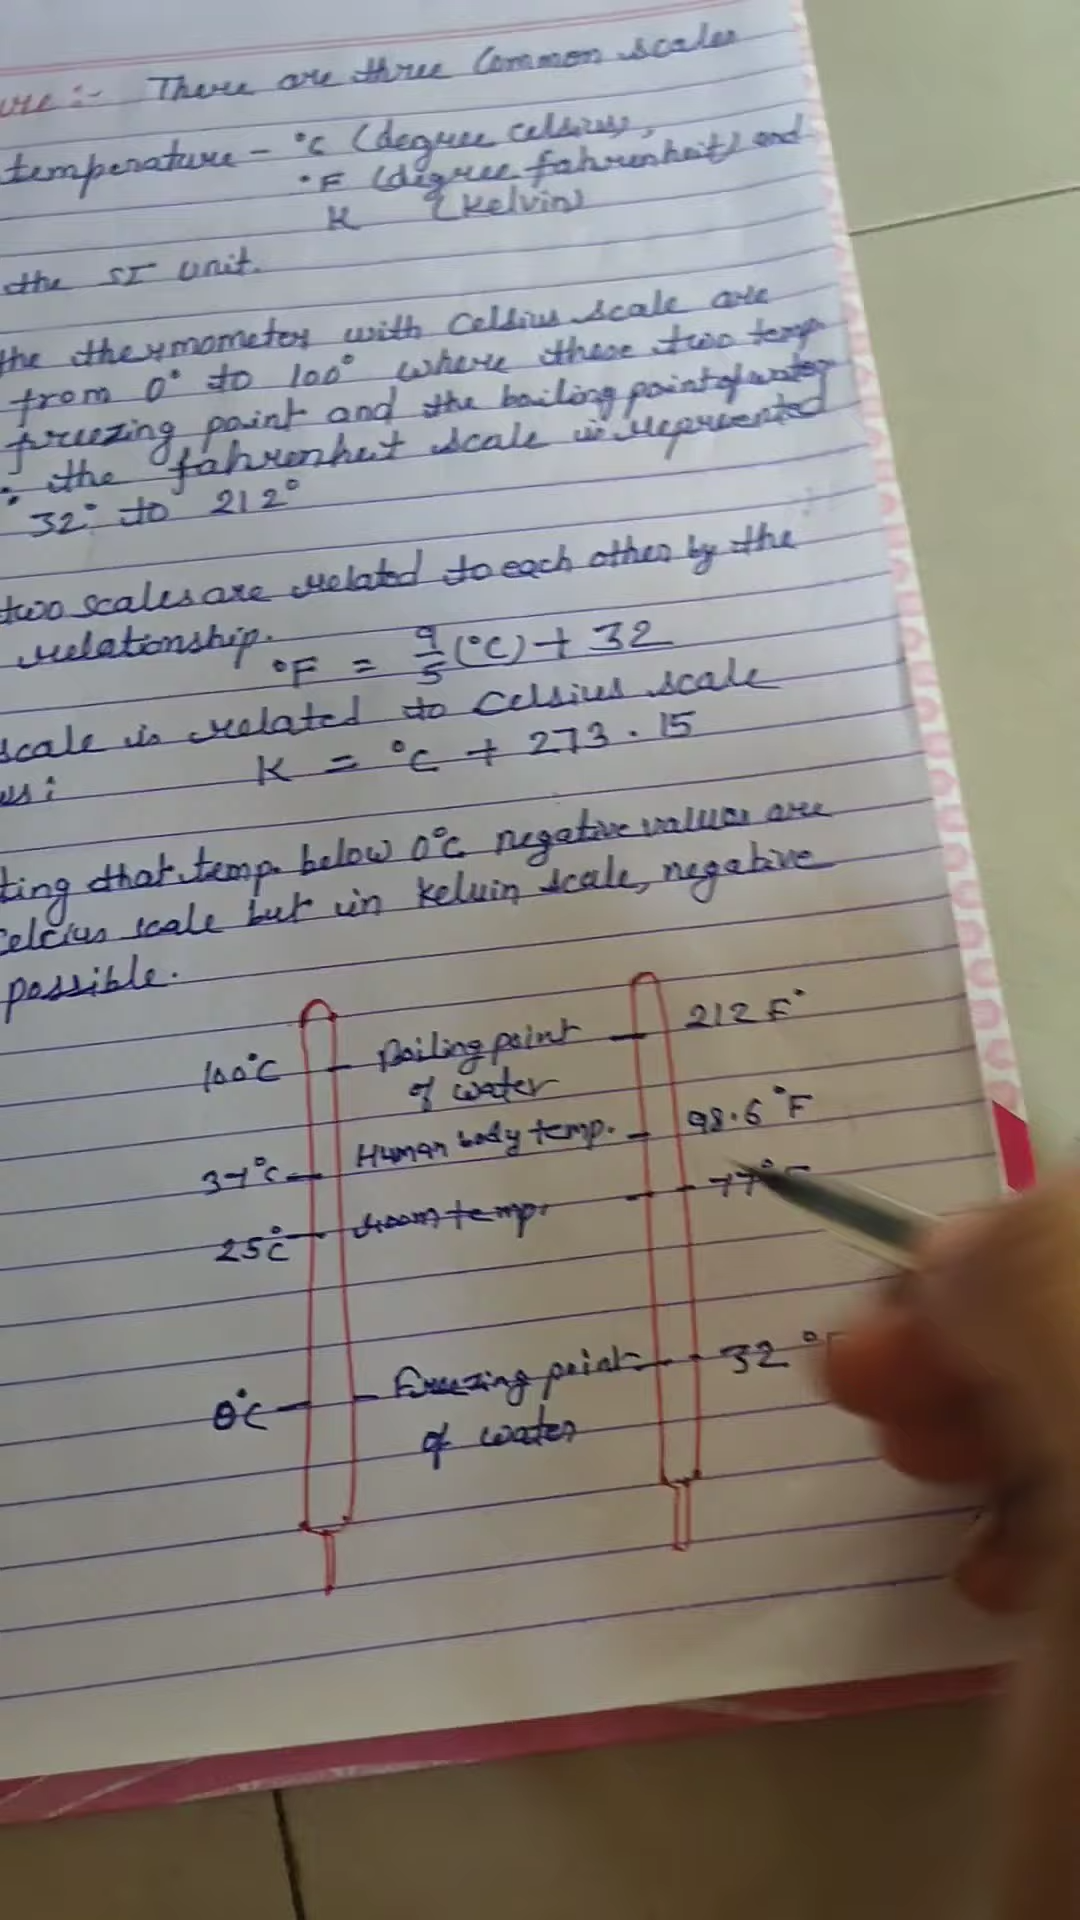 ure :- There are three Common scales
temperature - °C (degree celsius),
°F (degree fahrenheit) and
K (Kelvin)
the SI unit.
the thermometer with Celsius scale are
from 0° to 100° where these two temp
freezing point and the boiling point of water
the fahrenheit scale is represented
32° to 212°
two scales are related to each other by the
relationship.
°F = 9/5 (°C) + 32
scale is related to Celsius scale
us :
K = °C + 273.15
ting that temp. below 0°C negative values are
Celcius scale but in Kelvin scale, negative
possible.
100°C Boiling point 212 F°
of water
37°C Human body temp. 98.6 °F
25°C room temp. 77°F
0°C Freezing point 32 °F
of water